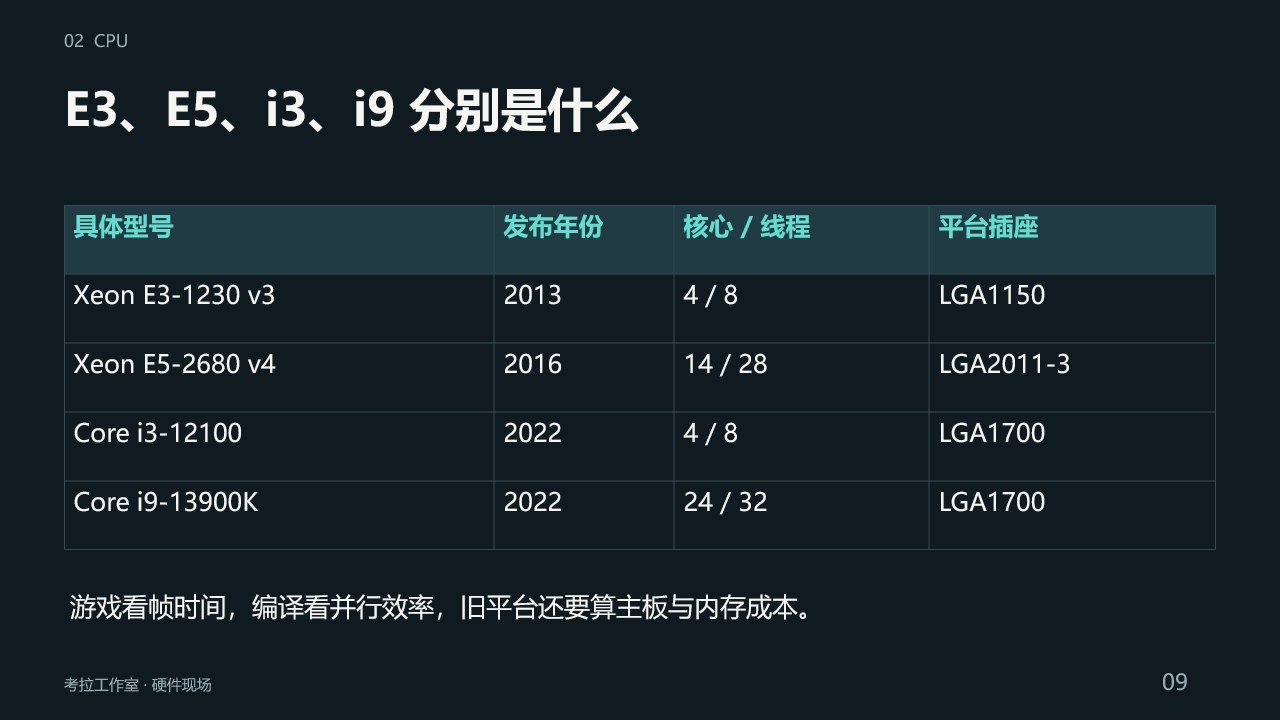 02 CPU
E3、E5、i3、i9 分别是什么
具体型号 发布年份 核心 / 线程 平台插座
Xeon E3-1230 v3 2013 4 / 8 LGA1150
Xeon E5-2680 v4 2016 14 / 28 LGA2011-3
Core i3-12100 2022 4 / 8 LGA1700
Core i9-13900K 2022 24 / 32 LGA1700
游戏看帧时间，编译看并行效率，旧平台还要算主板与内存成本。
考拉工作室 · 硬件现场
09